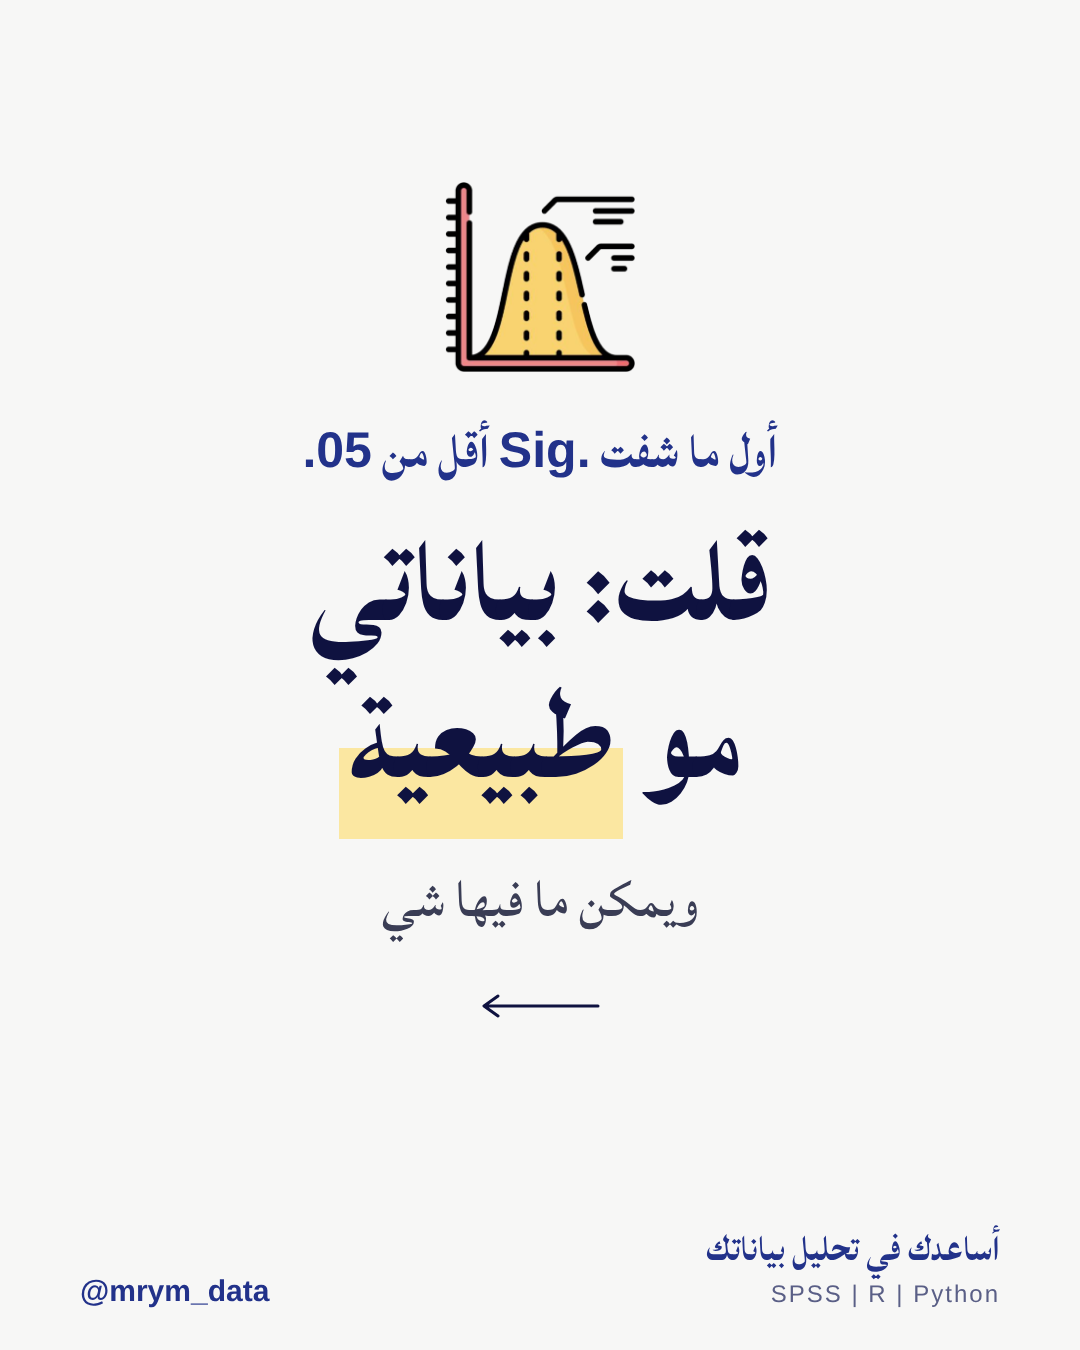 أول ما شفت Sig. أقل من 05.
قلت: بياناتي
مو طبيعية
ويمكن ما فيها شي
أساعدك في تحليل بياناتك
SPSS | R | Python
@mrym_data